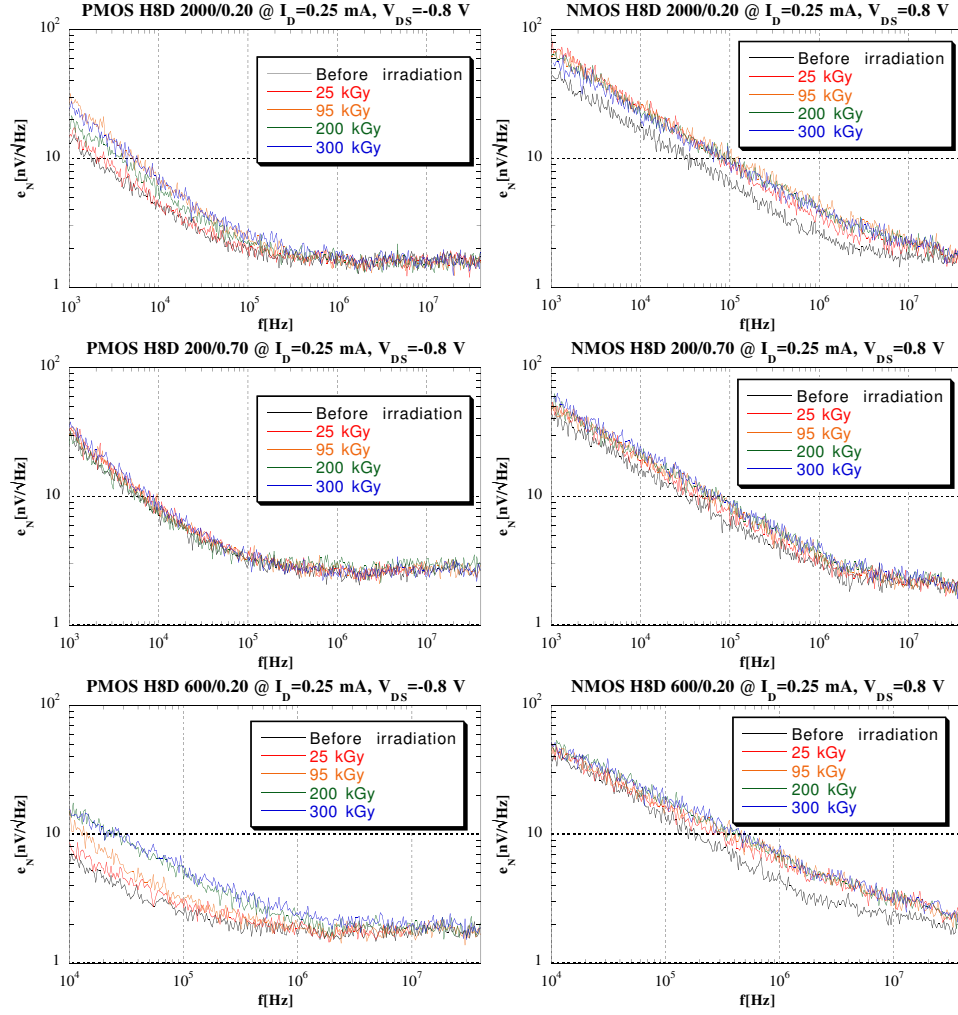 PMOS H8D 2000/0.20 @ I_D=0.25 mA, V_DS=-0.8 V
10^2
10
1
e_N [nV/√Hz]
Before irradiation
25 kGy
95 kGy
200 kGy
300 kGy
10^3 10^4 10^5 10^6 10^7
f[Hz]
NMOS H8D 2000/0.20 @ I_D=0.25 mA, V_DS=0.8 V
10^2
10
1
e_N [nV/√Hz]
Before irradiation
25 kGy
95 kGy
200 kGy
300 kGy
10^3 10^4 10^5 10^6 10^7
f[Hz]
PMOS H8D 200/0.70 @ I_D=0.25 mA, V_DS=-0.8 V
10^2
10
1
e_N [nV/√Hz]
Before irradiation
25 kGy
95 kGy
200 kGy
300 kGy
10^3 10^4 10^5 10^6 10^7
f[Hz]
NMOS H8D 200/0.70 @ I_D=0.25 mA, V_DS=0.8 V
10^2
10
1
e_N [nV/√Hz]
Before irradiation
25 kGy
95 kGy
200 kGy
300 kGy
10^3 10^4 10^5 10^6 10^7
f[Hz]
PMOS H8D 600/0.20 @ I_D=0.25 mA, V_DS=-0.8 V
10^2
10
1
e_N [nV/√Hz]
Before irradiation
25 kGy
95 kGy
200 kGy
300 kGy
10^4 10^5 10^6 10^7
f[Hz]
NMOS H8D 600/0.20 @ I_D=0.25 mA, V_DS=0.8 V
10^2
10
1
e_N [nV/√Hz]
Before irradiation
25 kGy
95 kGy
200 kGy
300 kGy
10^4 10^5 10^6 10^7
f[Hz]